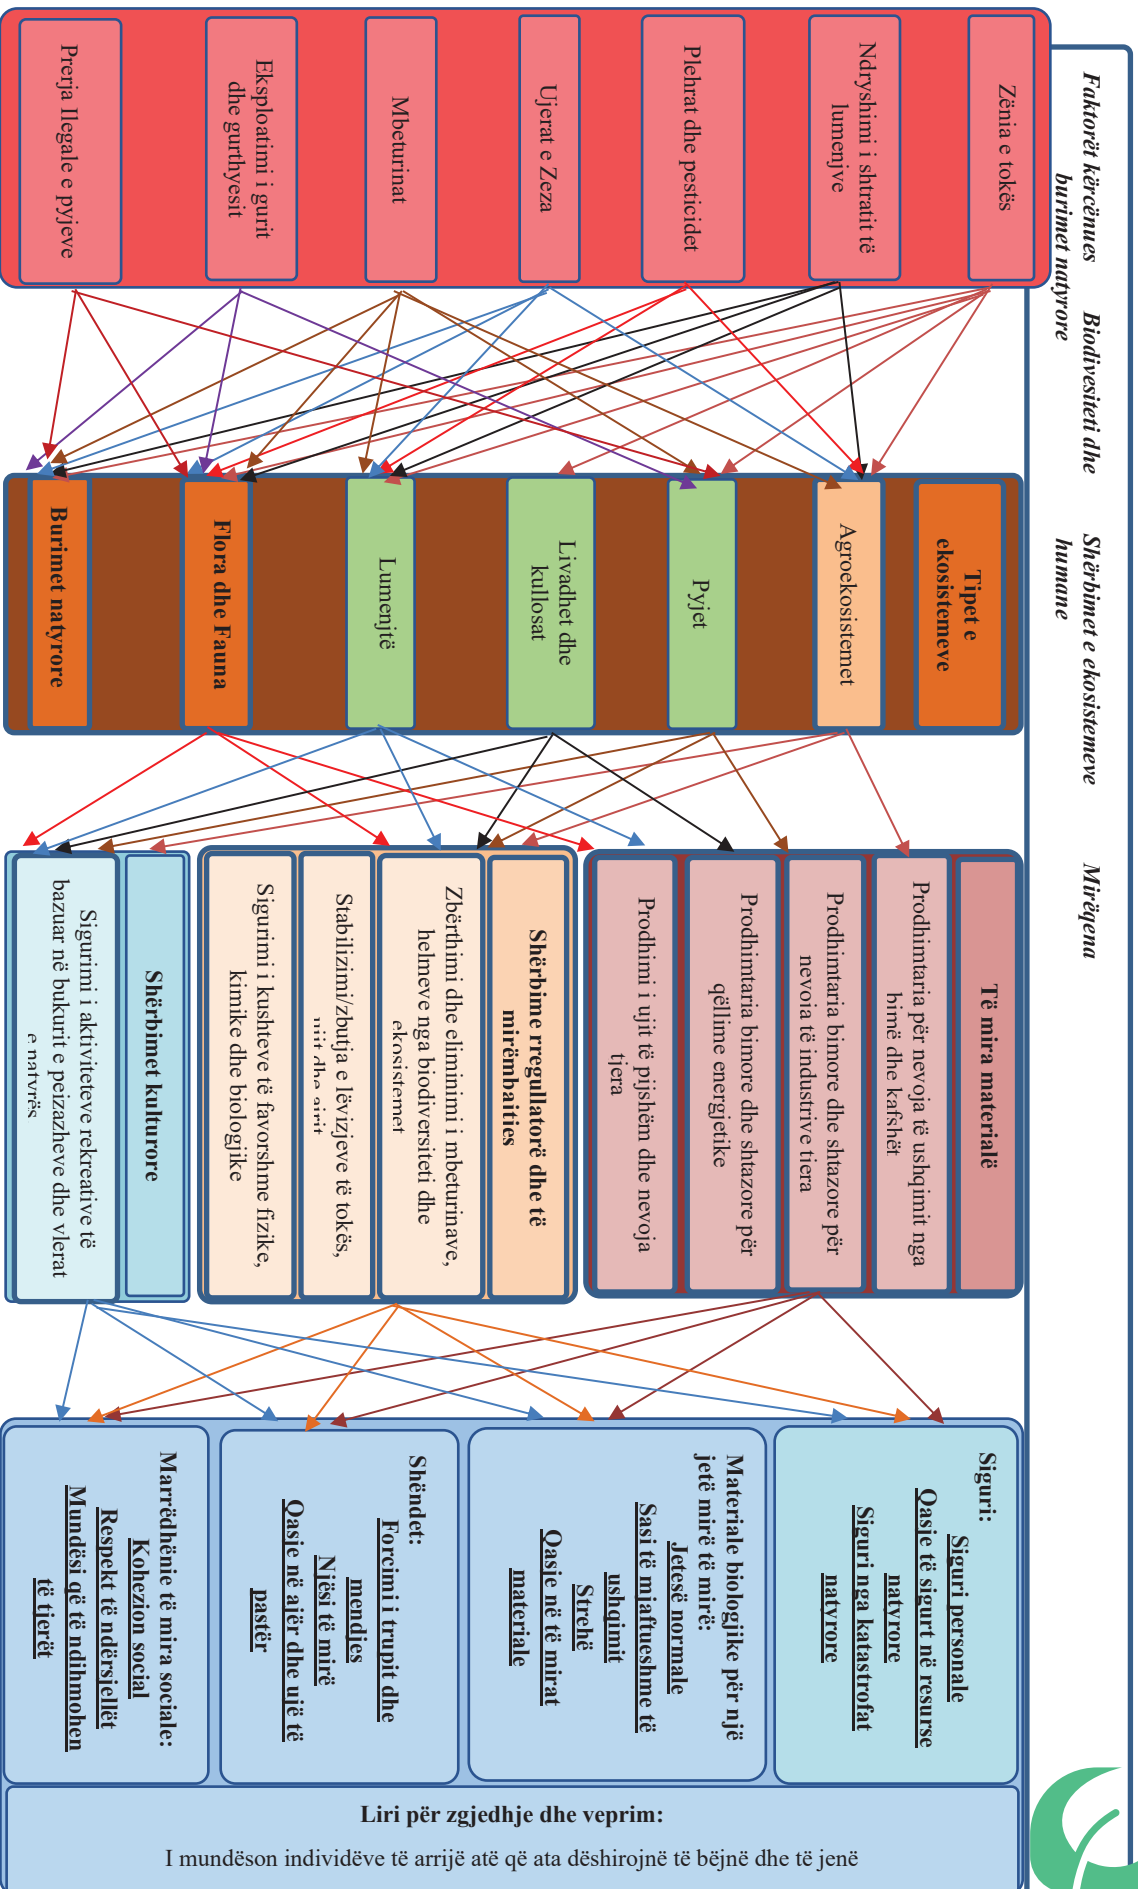 Faktorët kërcënues
burimet natyrore
Biodivesiteti dhe
Shërbimet e ekosistemeve
humane
Mirëqena
Zënia e tokës
Ndryshimi i shtratit të
lumenjve
Plehrat dhe pesticidet
Ujerat e Zeza
Mbeturinat
Eksploatimi i gurit
dhe gurthyesit
Prerja Ilegale e pyjeve
Tipet e
ekosistemeve
Agroekosistemet
Pyjet
Livadhet dhe
kullosat
Lumenjtë
Flora dhe Fauna
Burimet natyrore
Të mira materialë
Prodhimtaria për nevoja të ushqimit nga
bimë dhe kafshët
Prodhimtaria bimore dhe shtazore për
nevoja të industrive tjera
Prodhimtaria bimore dhe shtazore për
qëllime energjetike
Prodhimi i ujit të pijshëm dhe nevoja
tjera
Shërbime rregullatorë dhe të
mirëmbajties
Zbërthimi dhe eliminimi i mbeturinave,
helmeve nga biodiversiteti dhe
ekosistemet
Stabilizimi/zbutja e lëvizjeve të tokës,
ujit dhe ajrit
Sigurimi i kushteve të favorshme fizike,
kimike dhe biologjike
Shërbimet kulturore
Sigurimi i aktiviteteve rekreative të
bazuar në bukurit e peizazheve dhe vlerat
e natyrës
Siguri:
Siguri personale
Qasje të sigurt në resurse
natyrore
Siguri nga katastrofat
natyrore
Materiale biologjike për një
jetë mirë të mirë:
Jetesë normale
Sasi të mjaftueshme të
ushqimit
Strehë
Qasje në të mirat
materiale
Shëndet:
Forcimi i trupit dhe
mendjes
Njësi të mirë
Qasje në ajër dhe ujë të
pastër
Marrëdhënie të mira sociale:
Kohezion social
Respekt të ndërsjellët
Mundësi që të ndihmohen
të tjerët
Liri për zgjedhje dhe veprim:
I mundëson individëve të arrijë atë që ata dëshirojnë të bëjnë dhe të jenë